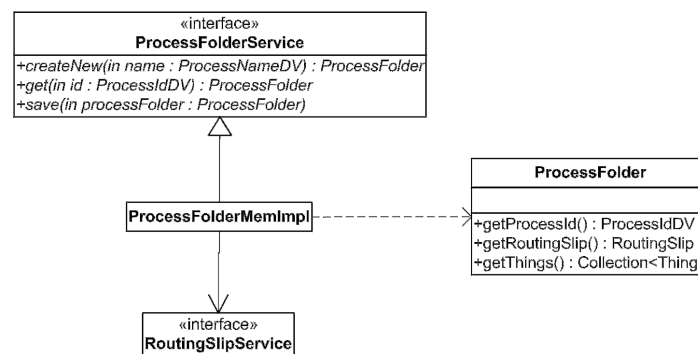 «interface»
ProcessFolderService
+createNew(in name : ProcessNameDV) : ProcessFolder
+get(in id : ProcessIdDV) : ProcessFolder
+save(in processFolder : ProcessFolder)
ProcessFolder
+getProcessId() : ProcessIdDV
+getRoutingSlip() : RoutingSlip
+getThings() : Collection<Thing
ProcessFolderMemImpl
«interface»
RoutingSlipService